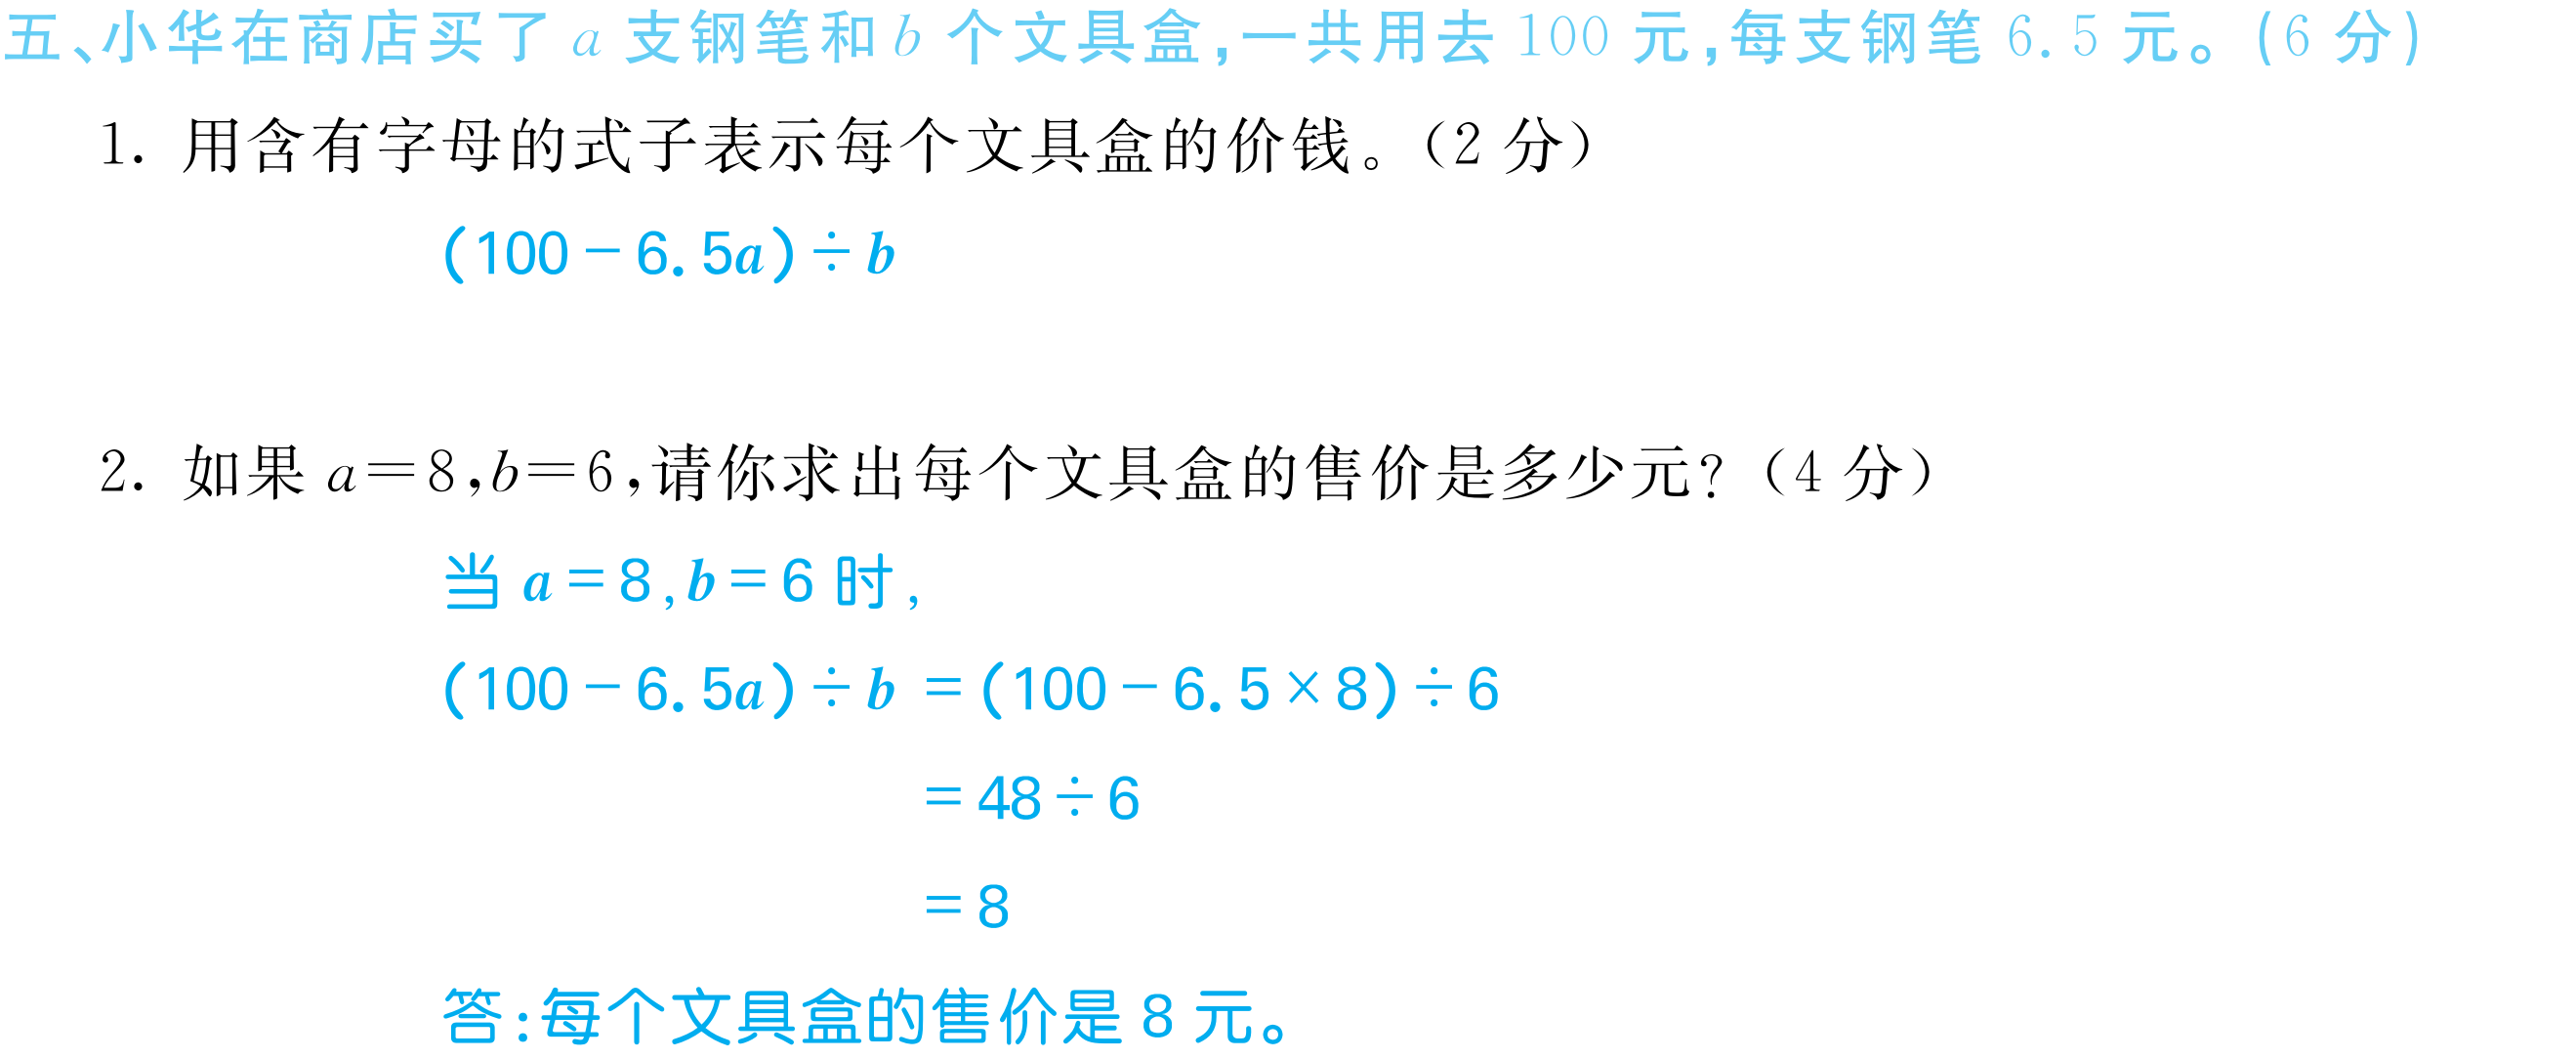 五、小华在商店买了 a 支钢笔和 b 个文具盒,一共用去 100 元,每支钢笔 6.5 元。(6 分)
1. 用含有字母的式子表示每个文具盒的价钱。(2 分)
(100 - 6.5a) ÷ b
2. 如果 a=8,b=6,请你求出每个文具盒的售价是多少元?(4 分)
当 a = 8,b = 6 时,
(100 - 6.5a) ÷ b = (100 - 6.5 × 8) ÷ 6
= 48 ÷ 6
= 8
答:每个文具盒的售价是 8 元。